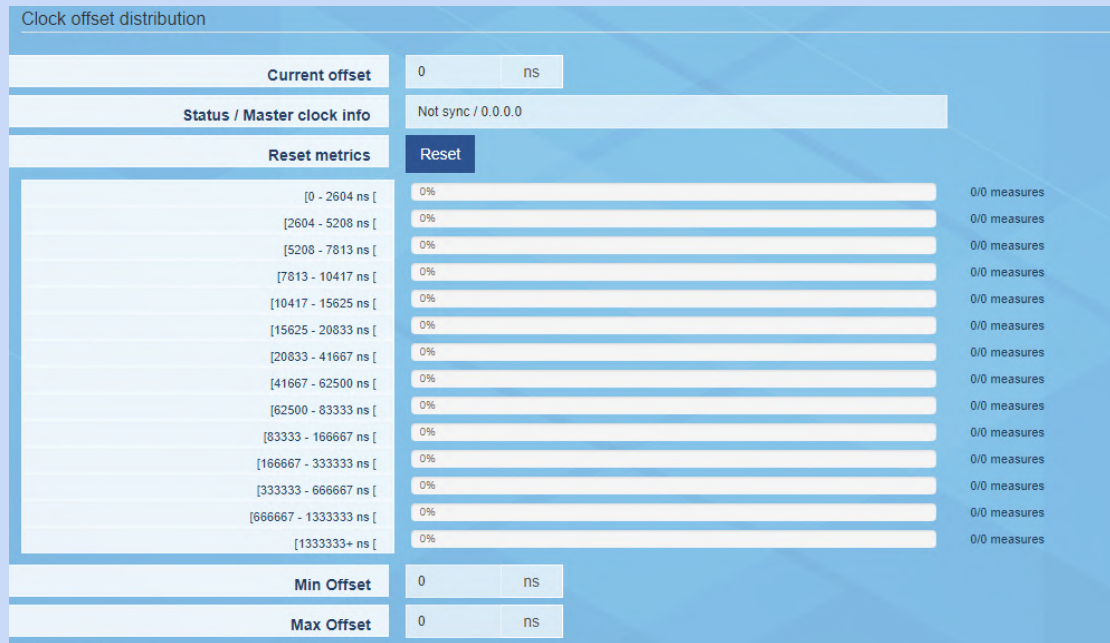 Clock offset distribution
Current offset 0 ns
Status / Master clock info Not sync / 0.0.0.0
Reset metrics Reset
[0 - 2604 ns [ 0% 0/0 measures
[2604 - 5208 ns [ 0% 0/0 measures
[5208 - 7813 ns [ 0% 0/0 measures
[7813 - 10417 ns [ 0% 0/0 measures
[10417 - 15625 ns [ 0% 0/0 measures
[15625 - 20833 ns [ 0% 0/0 measures
[20833 - 41667 ns [ 0% 0/0 measures
[41667 - 62500 ns [ 0% 0/0 measures
[62500 - 83333 ns [ 0% 0/0 measures
[83333 - 166667 ns [ 0% 0/0 measures
[166667 - 333333 ns [ 0% 0/0 measures
[333333 - 666667 ns [ 0% 0/0 measures
[666667 - 1333333 ns [ 0% 0/0 measures
[1333333+ ns [ 0% 0/0 measures
Min Offset 0 ns
Max Offset 0 ns